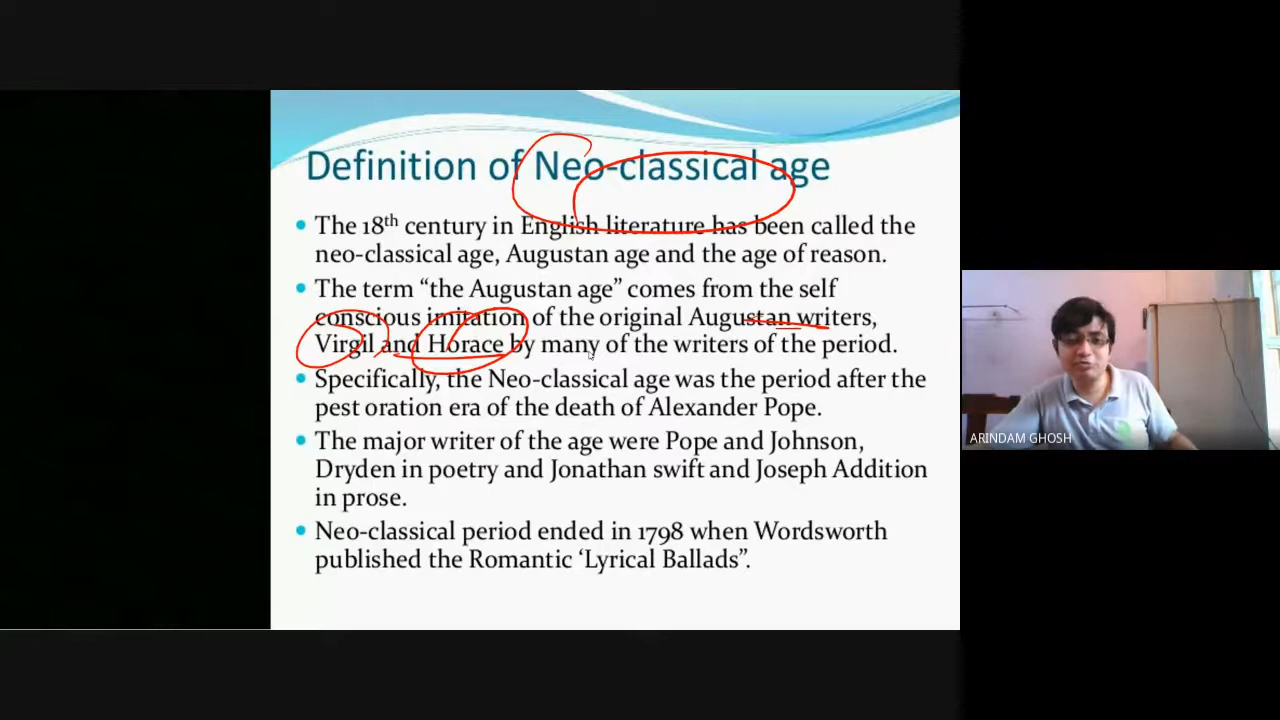 Definition of Neo-classical age
• The 18th century in English literature has been called the
neo-classical age, Augustan age and the age of reason.
• The term “the Augustan age” comes from the self
conscious imitation of the original Augustan writers,
Virgil and Horace by many of the writers of the period.
• Specifically, the Neo-classical age was the period after the
pest oration era of the death of Alexander Pope.
• The major writer of the age were Pope and Johnson,
Dryden in poetry and Jonathan swift and Joseph Addition
in prose.
• Neo-classical period ended in 1798 when Wordsworth
published the Romantic ‘Lyrical Ballads”.
ARINDAM GHOSH